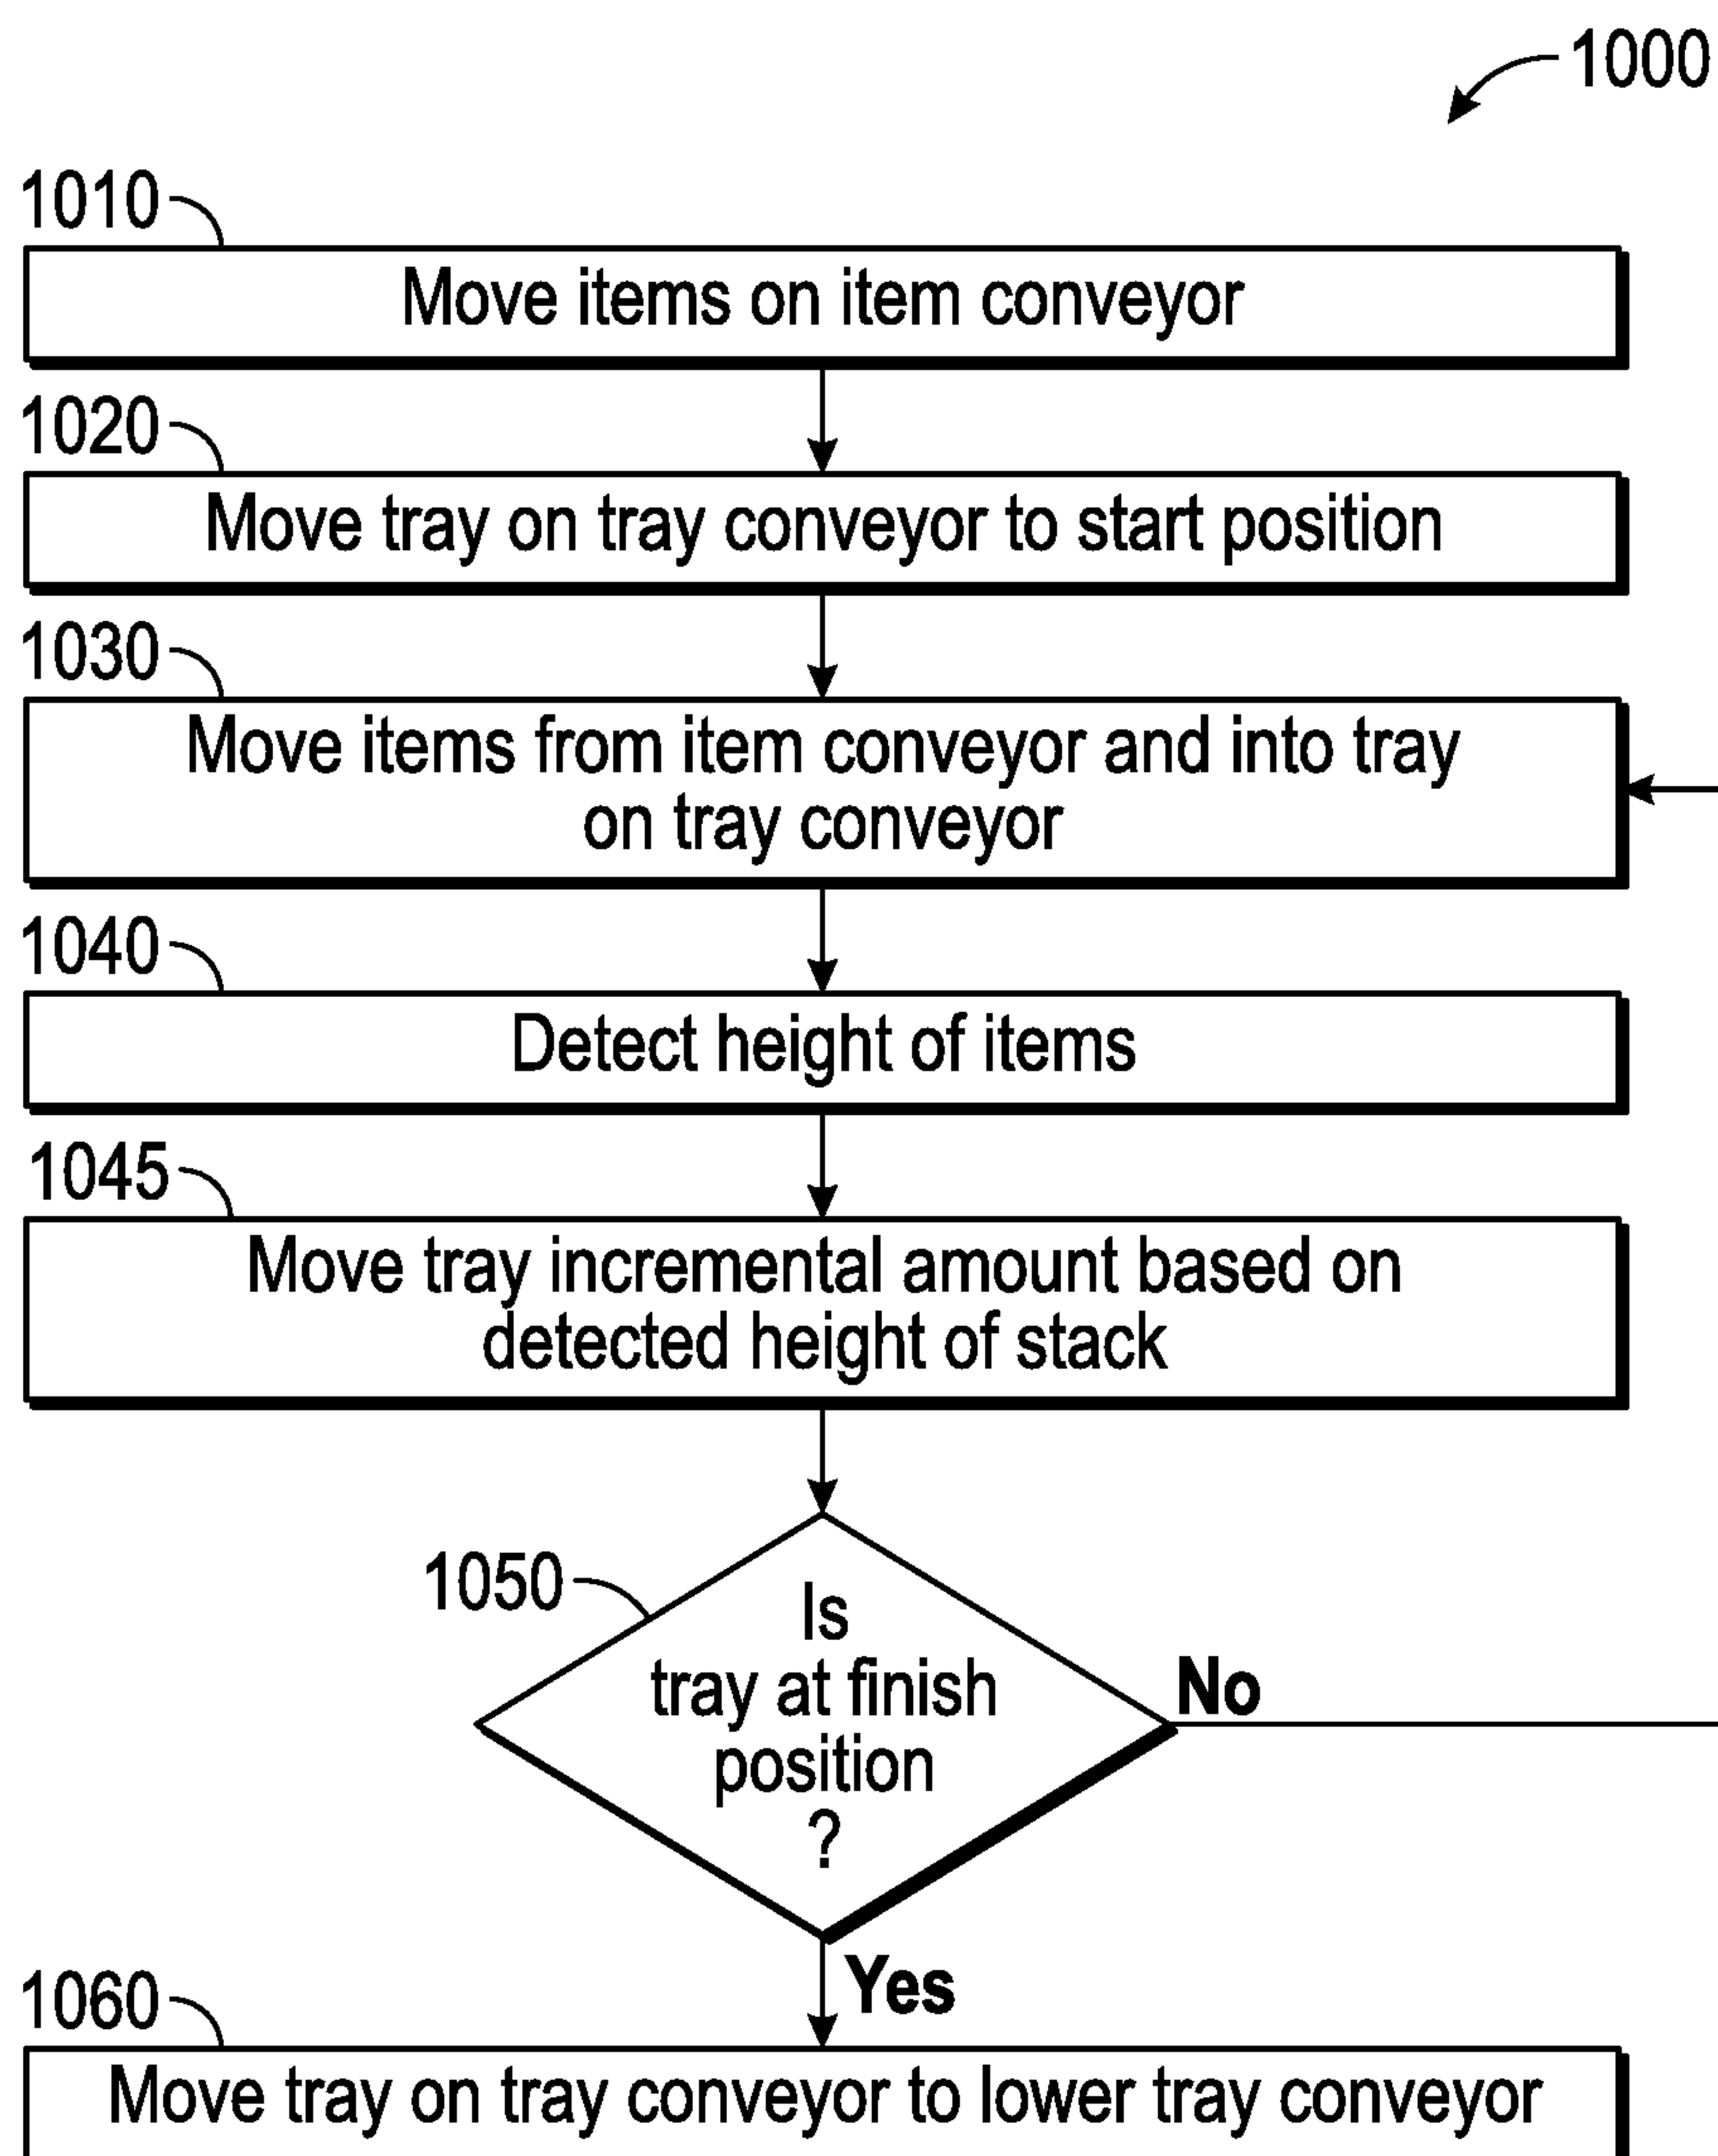 1000
1010
Move items on item conveyor
1020
Move tray on tray conveyor to start position
1030
Move items from item conveyor and into tray
on tray conveyor
1040
Detect height of items
1045
Move tray incremental amount based on
detected height of stack
1050
Is
tray at finish
position
?
No
Yes
1060
Move tray on tray conveyor to lower tray conveyor